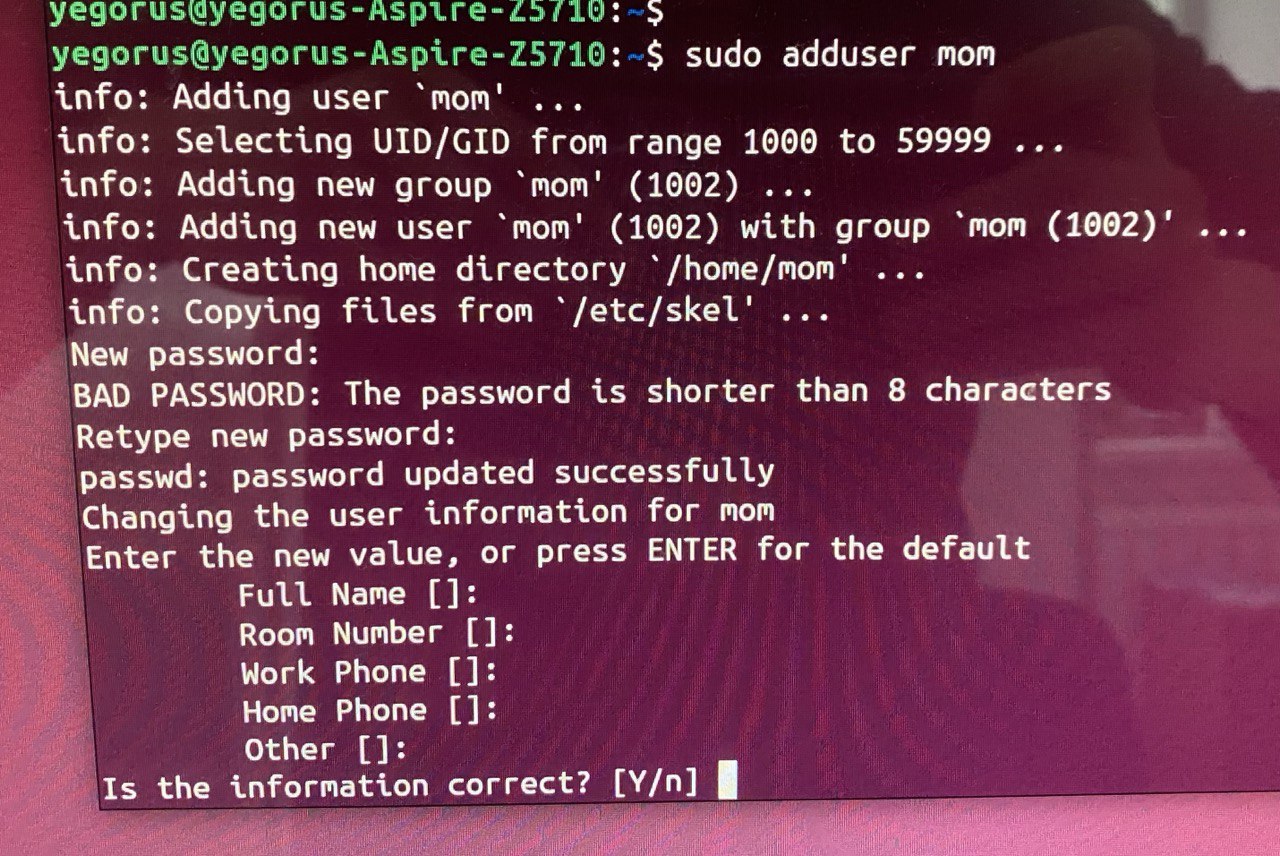 yegorus@yegorus-Aspire-Z5710:~$
yegorus@yegorus-Aspire-Z5710:~$ sudo adduser mom
info: Adding user `mom' ...
info: Selecting UID/GID from range 1000 to 59999 ...
info: Adding new group `mom' (1002) ...
info: Adding new user `mom' (1002) with group `mom (1002)' ...
info: Creating home directory `/home/mom' ...
info: Copying files from `/etc/skel' ...
New password:
BAD PASSWORD: The password is shorter than 8 characters
Retype new password:
passwd: password updated successfully
Changing the user information for mom
Enter the new value, or press ENTER for the default
Full Name []:
Room Number []:
Work Phone []:
Home Phone []:
Other []:
Is the information correct? [Y/n]